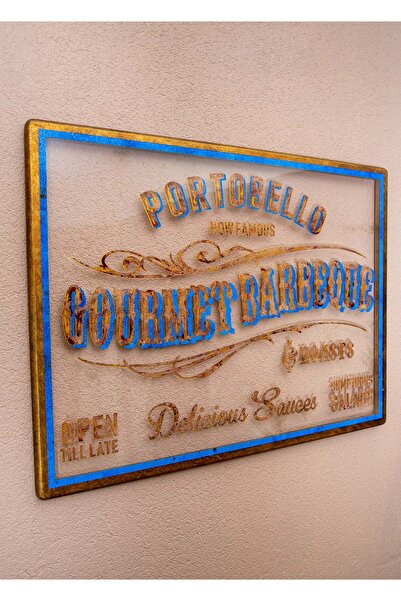 PORTOBELLO
NOW FAMOUS
GOURMET BARBEQUE
& ROASTS
SUMPTUOUS
SALADS
Delicious Sauces
OPEN
TILL LATE